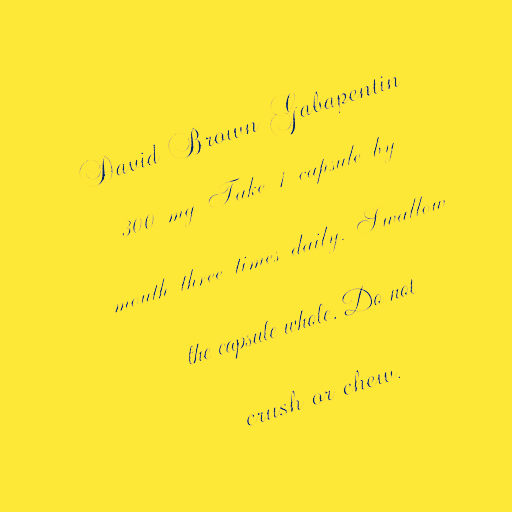 David Brown Gabapentin
300 mg Take 1 capsule by
mouth three times daily. Swallow
the capsule whole. Do not
crush or chew.